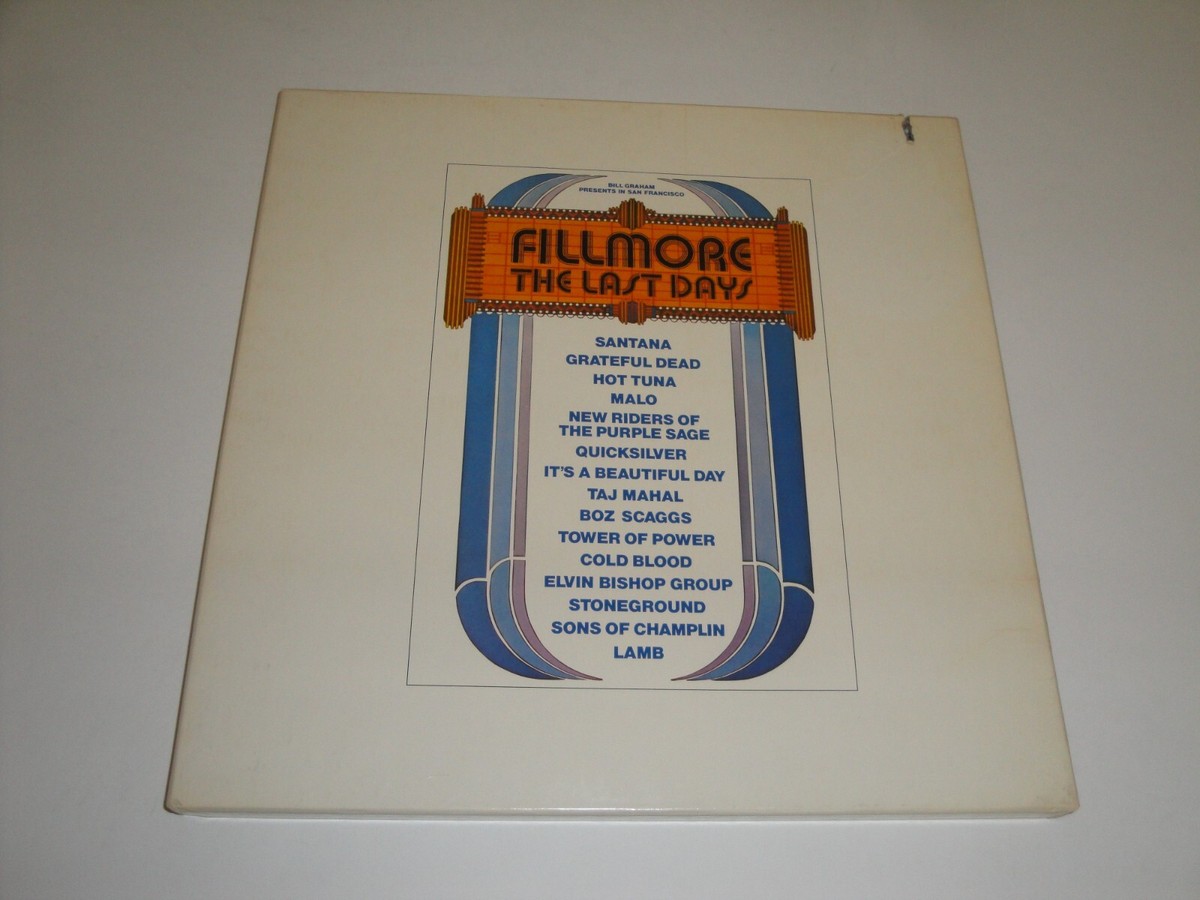 BILL GRAHAM
PRESENTS IN SAN FRANCISCO
FILLMORE
THE LAST DAYS
SANTANA
GRATEFUL DEAD
HOT TUNA
MALO
NEW RIDERS OF
THE PURPLE SAGE
QUICKSILVER
IT'S A BEAUTIFUL DAY
TAJ MAHAL
BOZ SCAGGS
TOWER OF POWER
COLD BLOOD
ELVIN BISHOP GROUP
STONEGROUND
SONS OF CHAMPLIN
LAMB